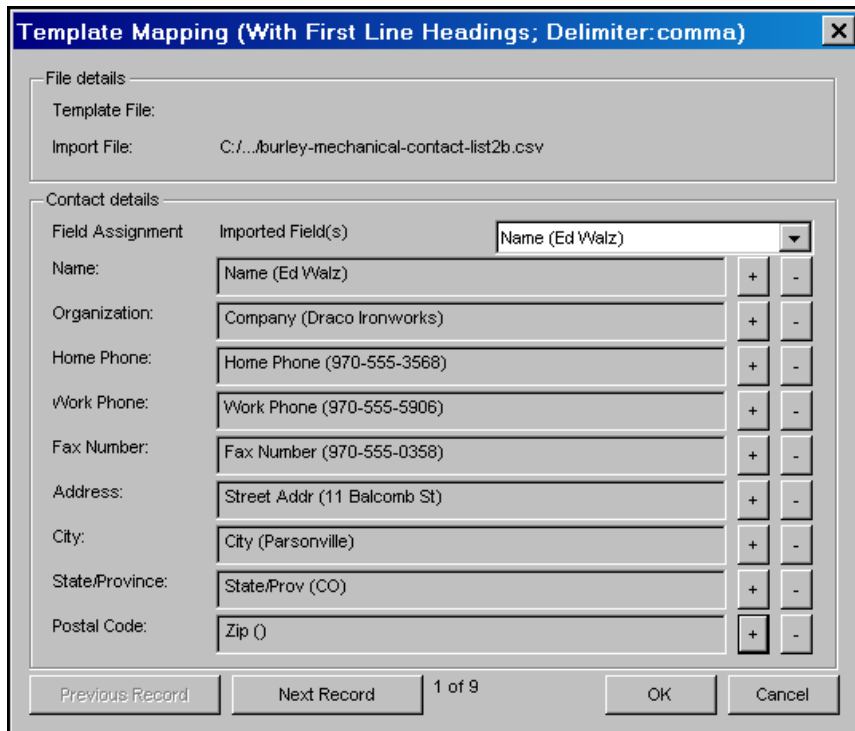 Template Mapping (With First Line Headings; Delimiter:comma)
File details
Template File:
Import File: C:/.../burley-mechanical-contact-list2b.csv
Contact details
Field Assignment Imported Field(s) Name (Ed Walz)
Name: Name (Ed Walz) + -
Organization: Company (Draco Ironworks) + -
Home Phone: Home Phone (970-555-3568) + -
Work Phone: Work Phone (970-555-5906) + -
Fax Number: Fax Number (970-555-0358) + -
Address: Street Addr (11 Balcomb St) + -
City: City (Parsonville) + -
State/Province: State/Prov (CO) + -
Postal Code: Zip () + -
Previous Record Next Record 1 of 9 OK Cancel